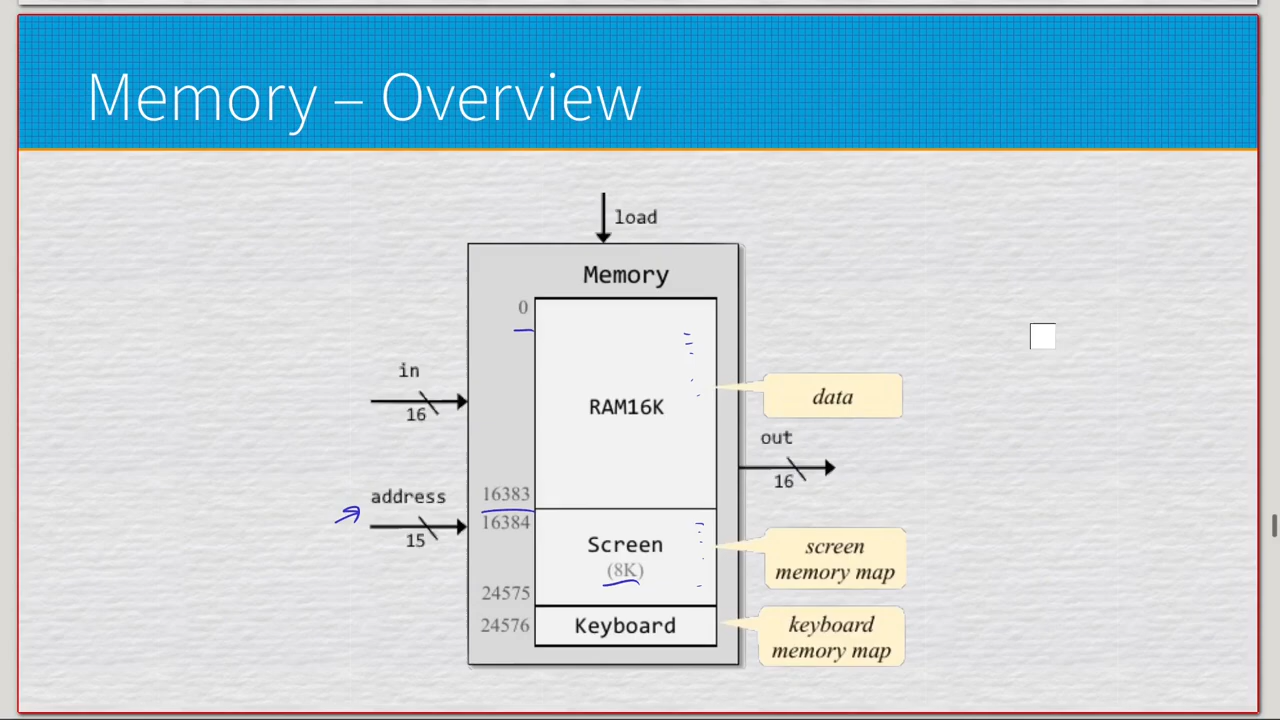 Memory – Overview
load
Memory
0
in
16
RAM16K
data
out
16
address
15
16383
16384
Screen
(8K)
screen
memory map
24575
24576
Keyboard
keyboard
memory map